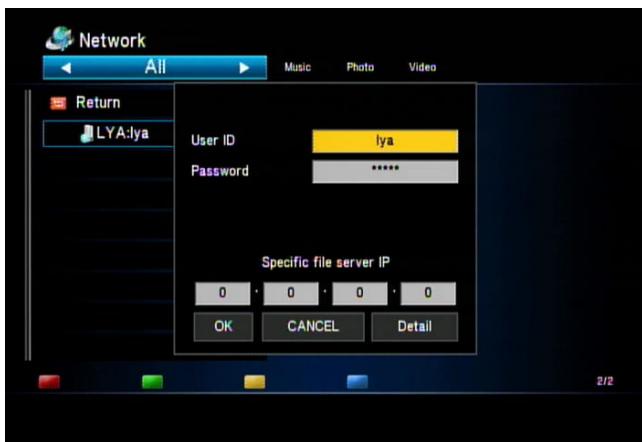 Network
All Music Photo Video
Return
LYA:lya
User ID lya
Password *****
Specific file server IP
0 . 0 . 0 . 0
OK CANCEL Detail
2/2